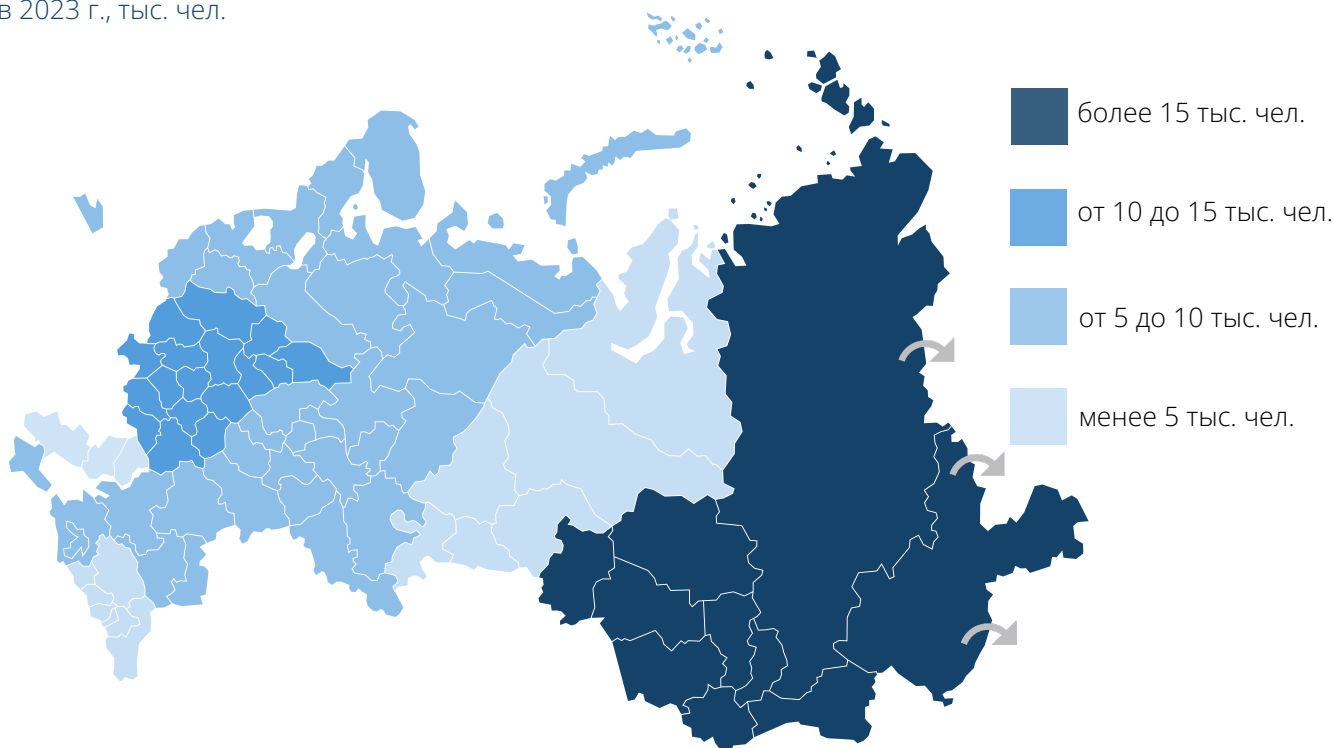 в 2023 г., тыс. чел.
более 15 тыс. чел.
от 10 до 15 тыс. чел.
от 5 до 10 тыс. чел.
менее 5 тыс. чел.